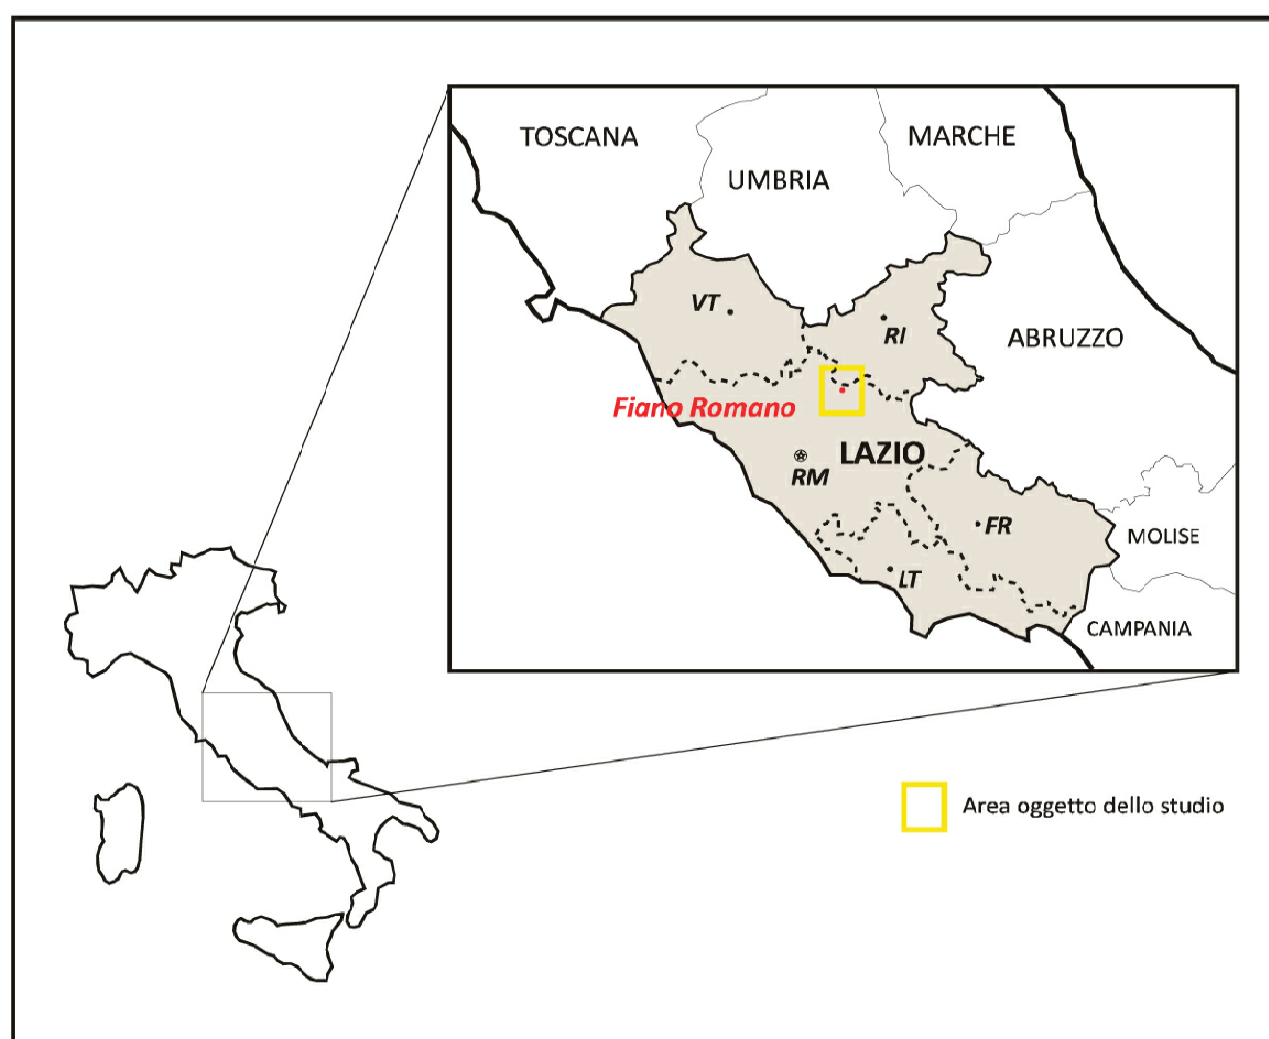 TOSCANA
MARCHE
UMBRIA
VT
RI
ABRUZZO
Fiano Romano
LAZIO
RM
FR
MOLISE
LT
CAMPANIA
Area oggetto dello studio